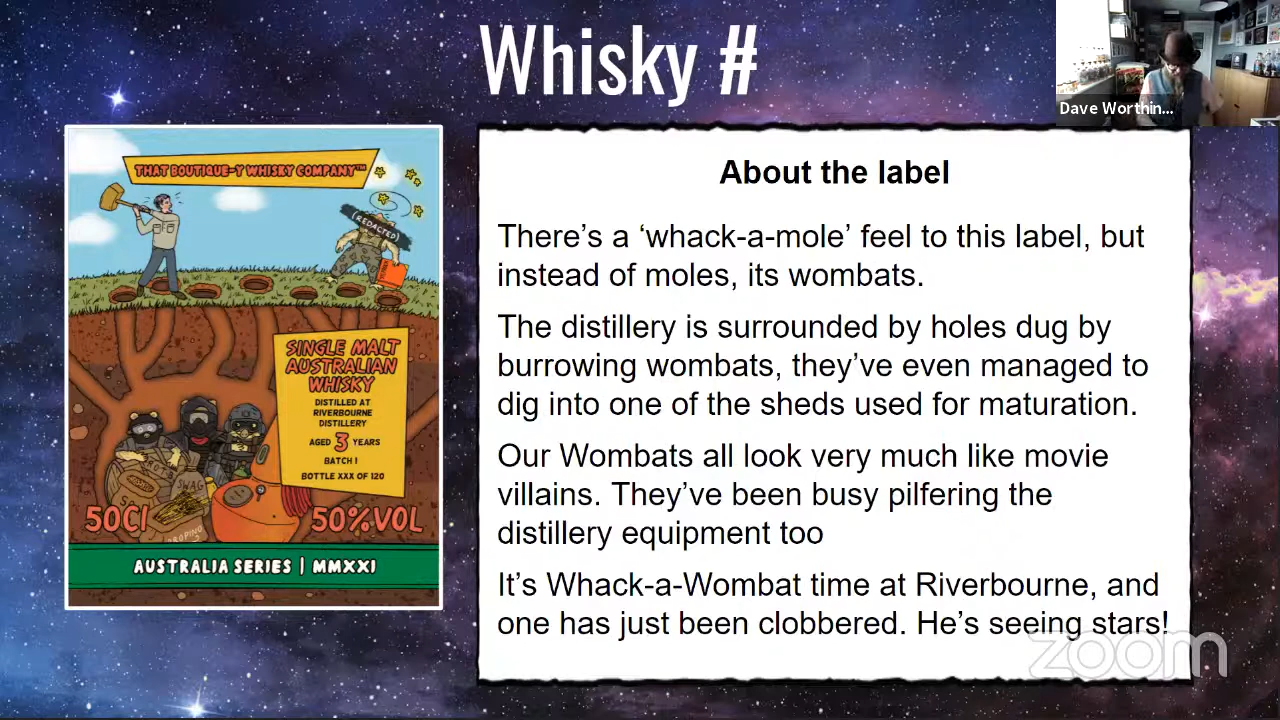 Whisky #
Dave Worthin...
THAT BOUTIQUE-Y WHISKY COMPANY™
(REDACTED)
SINGLE MALT
AUSTRALIAN
WHISKY
DISTILLED AT
RIVERBOURNE
DISTILLERY
AGED 3 YEARS
BATCH 1
BOTTLE XXX OF 120
SWAG
50Cl
50%VOL
AUSTRALIA SERIES | MMXXI
About the label
There's a ‘whack-a-mole’ feel to this label, but
instead of moles, its wombats.
The distillery is surrounded by holes dug by
burrowing wombats, they've even managed to
dig into one of the sheds used for maturation.
Our Wombats all look very much like movie
villains. They've been busy pilfering the
distillery equipment too
It's Whack-a-Wombat time at Riverbourne, and
one has just been clobbered. He's seeing stars!
zoom